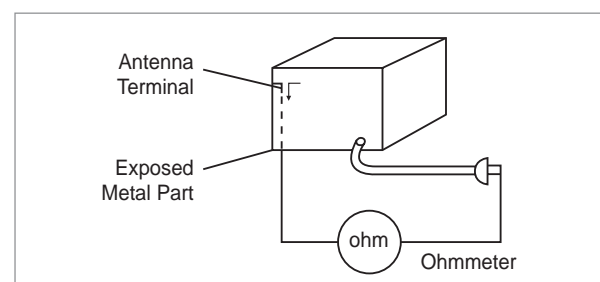 Antenna
Terminal
Exposed
Metal Part
ohm
Ohmmeter